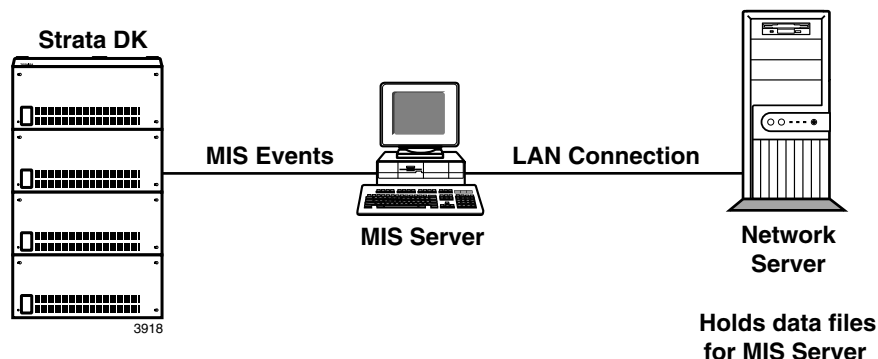 Strata DK
MIS Events
LAN Connection
MIS Server
Network
Server
3918
Holds data files
for MIS Server